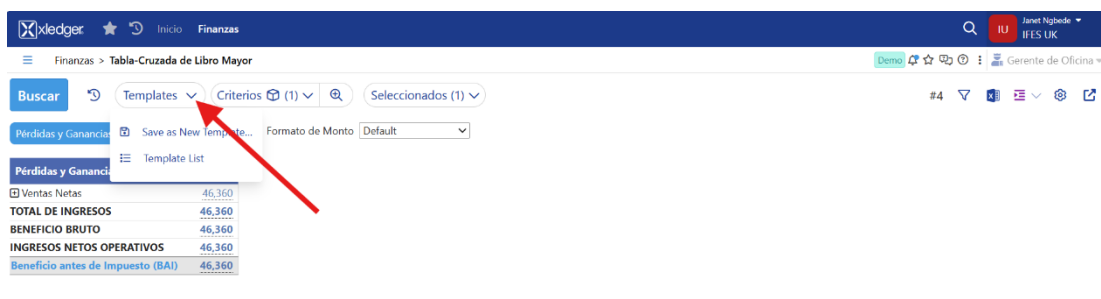 xledger Inicio Finanzas IU Janet Ngbede
IFES UK
Finanzas > Tabla-Cruzada de Libro Mayor Demo Gerente de Oficina
Buscar Templates Criterios (1) Seleccionados (1) #4
Pérdidas y Ganancias Save as New Template... Formato de Monto Default
Template List
Pérdidas y Gananci
Ventas Netas 46,360
TOTAL DE INGRESOS 46,360
BENEFICIO BRUTO 46,360
INGRESOS NETOS OPERATIVOS 46,360
Beneficio antes de Impuesto (BAI) 46,360